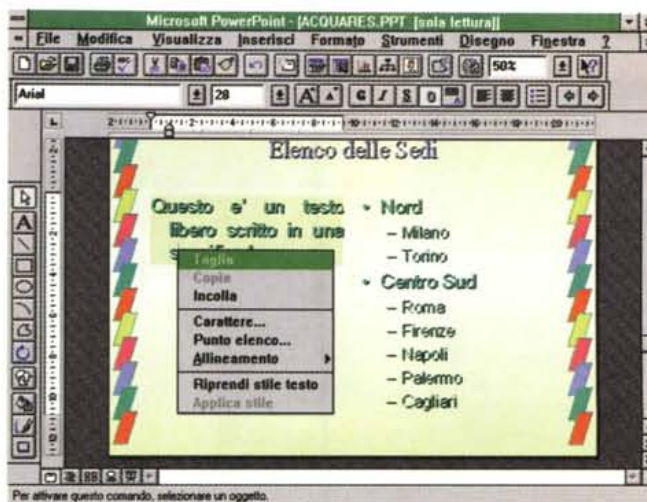 Microsoft PowerPoint - [ACQUARES.PPT [sola lettura]]
File Modifica Visualizza Inserisci Formato Strumenti Disegno Finestra ?
50%
Arial 28 A A G I S
Elenco delle Sedi
Questo e' un testo
libero scritto in una
Taglia
Copia
Incolla
Carattere...
Punto elenco...
Allineamento
Riprendi stile testo
Applica stile
• Nord
– Milano
– Torino
• Centro Sud
– Roma
– Firenze
– Napoli
– Palermo
– Cagliari
Per attivare questo comando, selezionare un oggetto.